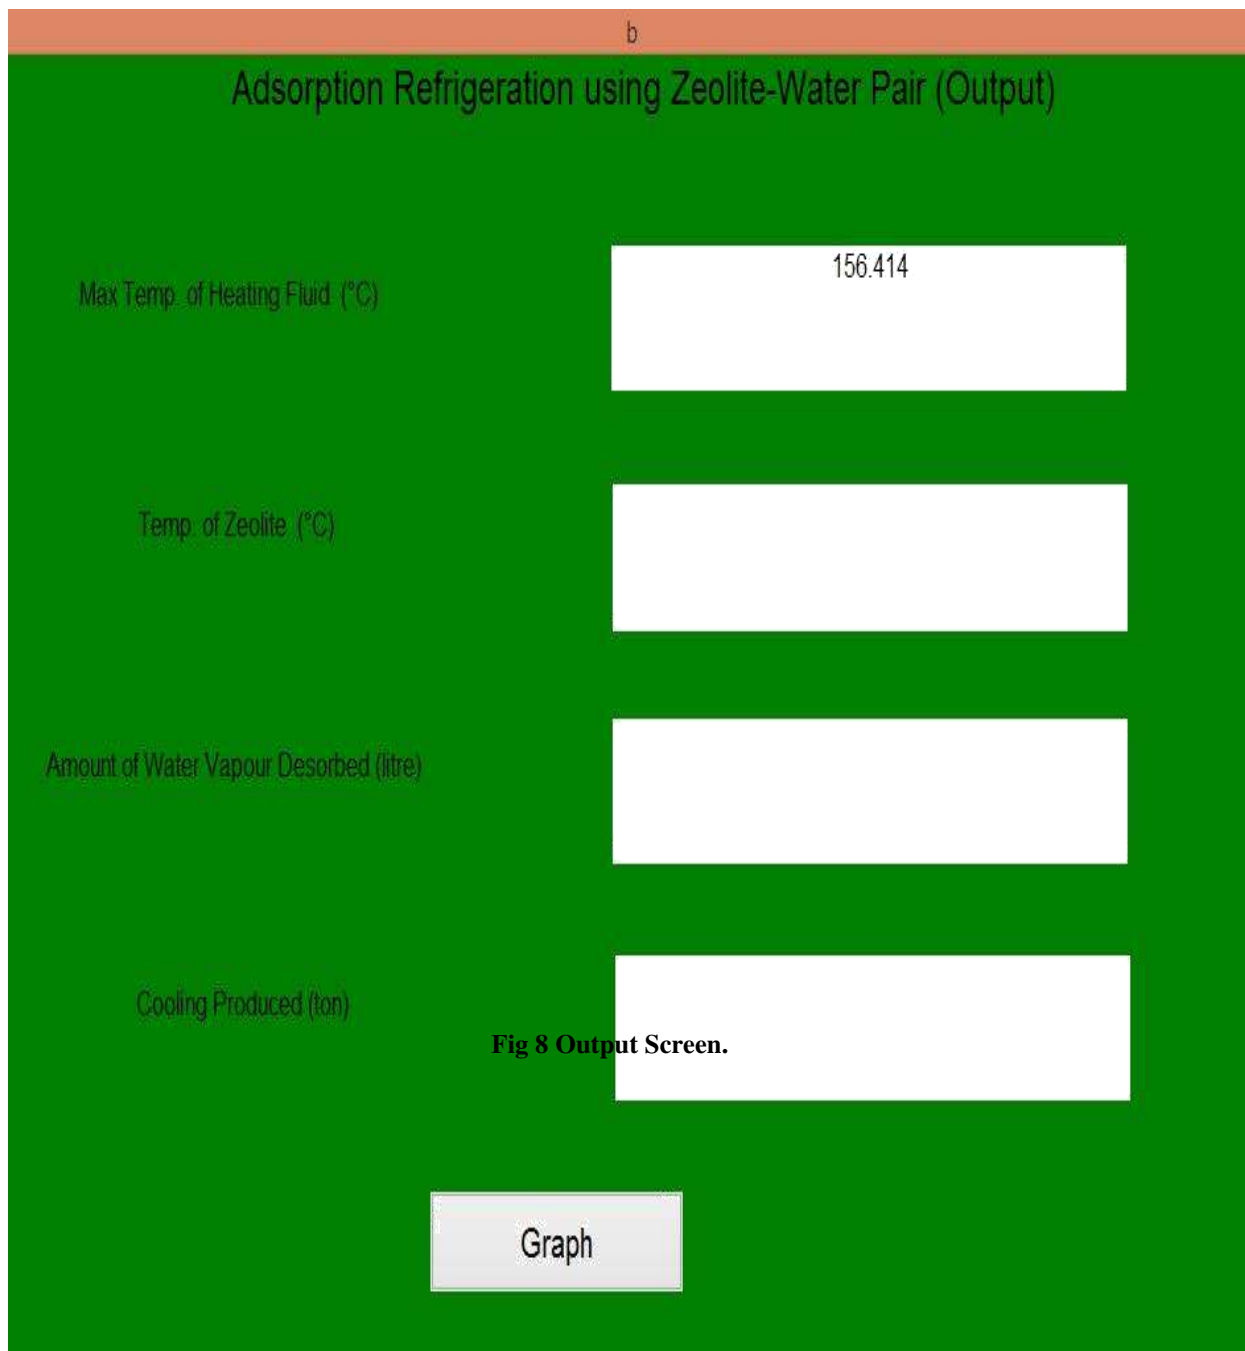 b
Adsorption Refrigeration using Zeolite-Water Pair (Output)
156.414
Max Temp. of Heating Fluid (°C)
Temp. of Zeolite (°C)
Amount of Water Vapour Desorbed (litre)
Cooling Produced (ton)
Fig 8 Output Screen.
Graph